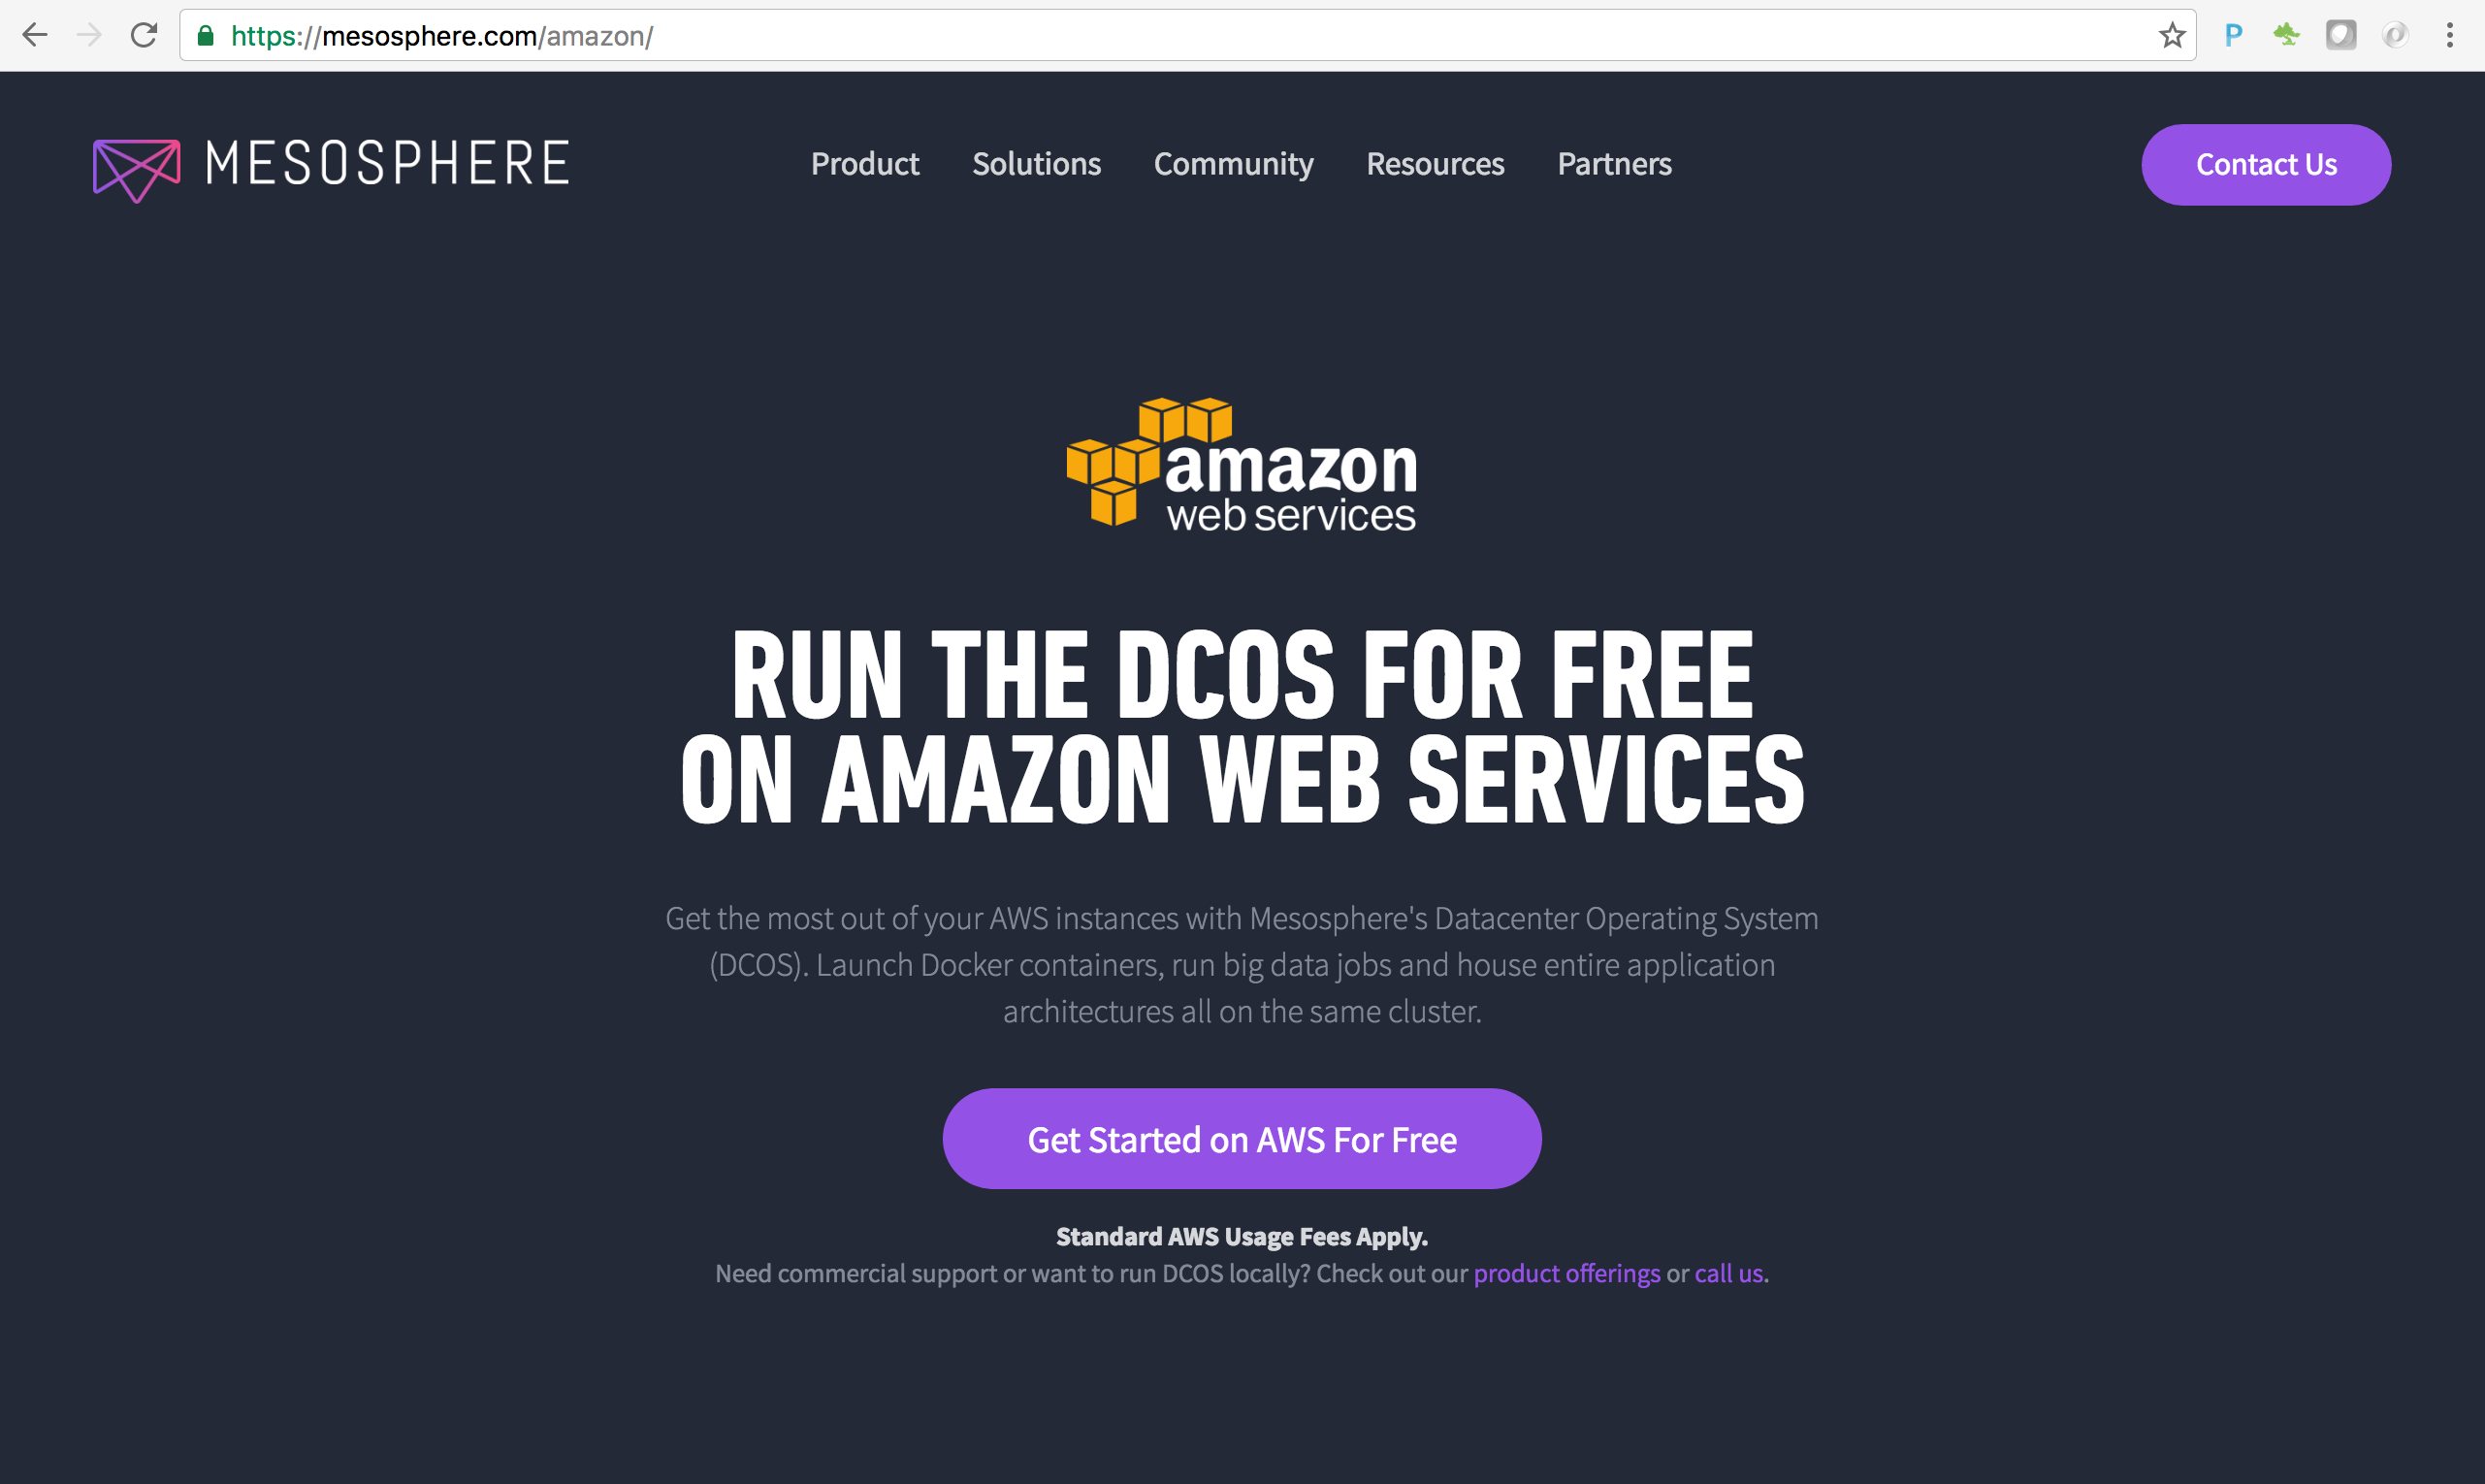 https://mesosphere.com/amazon/
P
MESOSPHERE
Product Solutions Community Resources Partners
Contact Us
amazon
web services
RUN THE DCOS FOR FREE
ON AMAZON WEB SERVICES
Get the most out of your AWS instances with Mesosphere's Datacenter Operating System
(DCOS). Launch Docker containers, run big data jobs and house entire application
architectures all on the same cluster.
Get Started on AWS For Free
Standard AWS Usage Fees Apply.
Need commercial support or want to run DCOS locally? Check out our product offerings or call us.